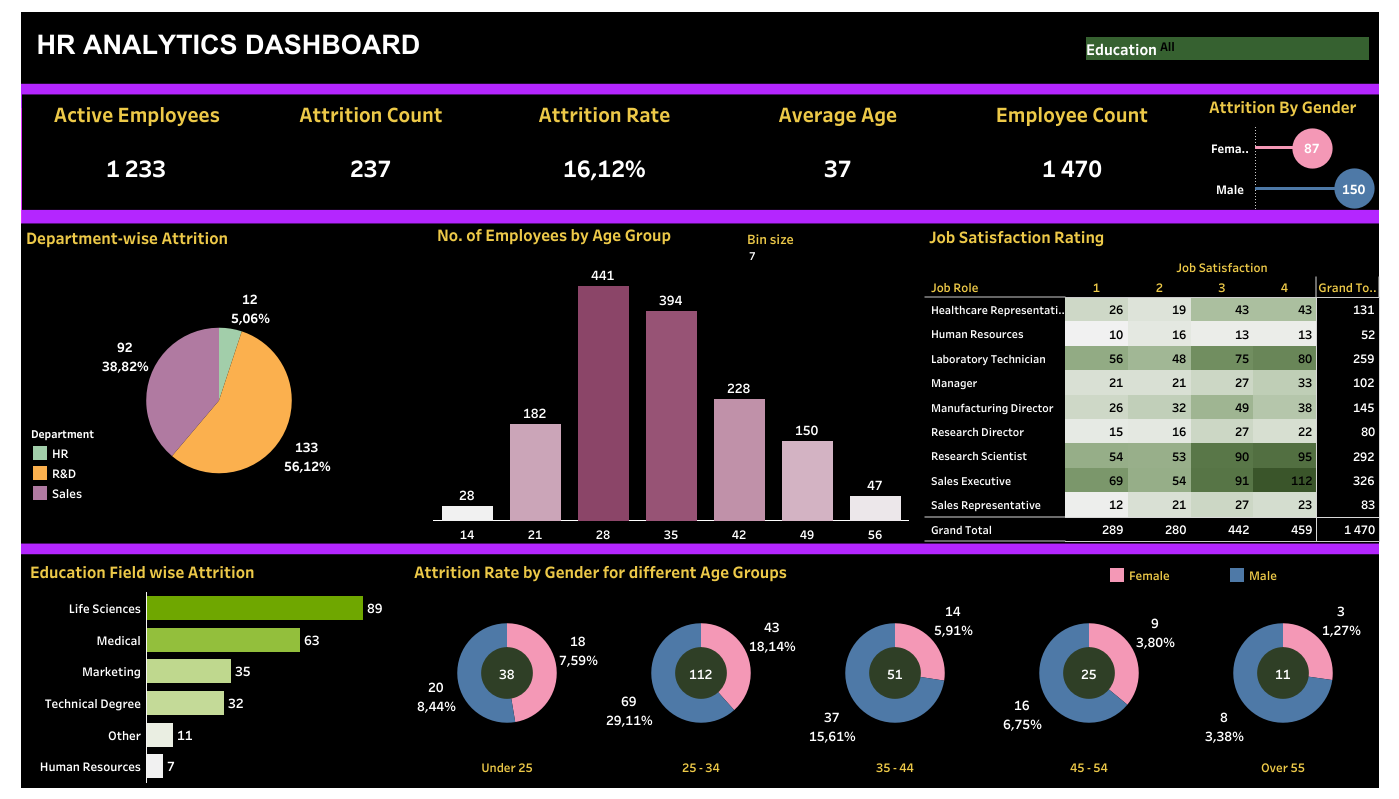 HR ANALYTICS DASHBOARD
Education All
Active Employees
1 233
Attrition Count
237
Attrition Rate
16,12%
Average Age
37
Employee Count
1 470
Attrition By Gender
Fema.. 87
Male 150
Department-wise Attrition
12
5,06%
92
38,82%
133
56,12%
Department
HR
R&D
Sales
No. of Employees by Age Group
Bin size
7
28 182 441 394 228 150 47
14 21 28 35 42 49 56
Job Satisfaction Rating
Job Satisfaction
Job Role 1 2 3 4 Grand To..
Healthcare Representati.. 26 19 43 43 131
Human Resources 10 16 13 13 52
Laboratory Technician 56 48 75 80 259
Manager 21 21 27 33 102
Manufacturing Director 26 32 49 38 145
Research Director 15 16 27 22 80
Research Scientist 54 53 90 95 292
Sales Executive 69 54 91 112 326
Sales Representative 12 21 27 23 83
Grand Total 289 280 442 459 1 470
Education Field wise Attrition
Life Sciences 89
Medical 63
Marketing 35
Technical Degree 32
Other 11
Human Resources 7
Attrition Rate by Gender for different Age Groups
Female Male
18
7,59%
38
20
8,44%
Under 25
43
18,14%
112
69
29,11%
25 - 34
14
5,91%
51
37
15,61%
35 - 44
9
3,80%
25
16
6,75%
45 - 54
3
1,27%
11
8
3,38%
Over 55